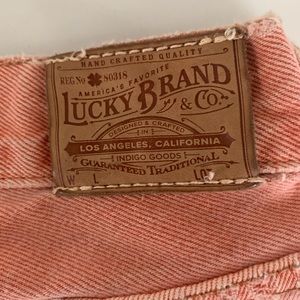 HAND CRAFTED QUALITY
REG No 80318
AMERICA'S FAVORITE
LUCKY BRAND
& Co.
DESIGNED & CRAFTED
IN
LOS ANGELES, CALIFORNIA
INDIGO GOODS
GUARANTEED TRADITIONAL
W L LOT